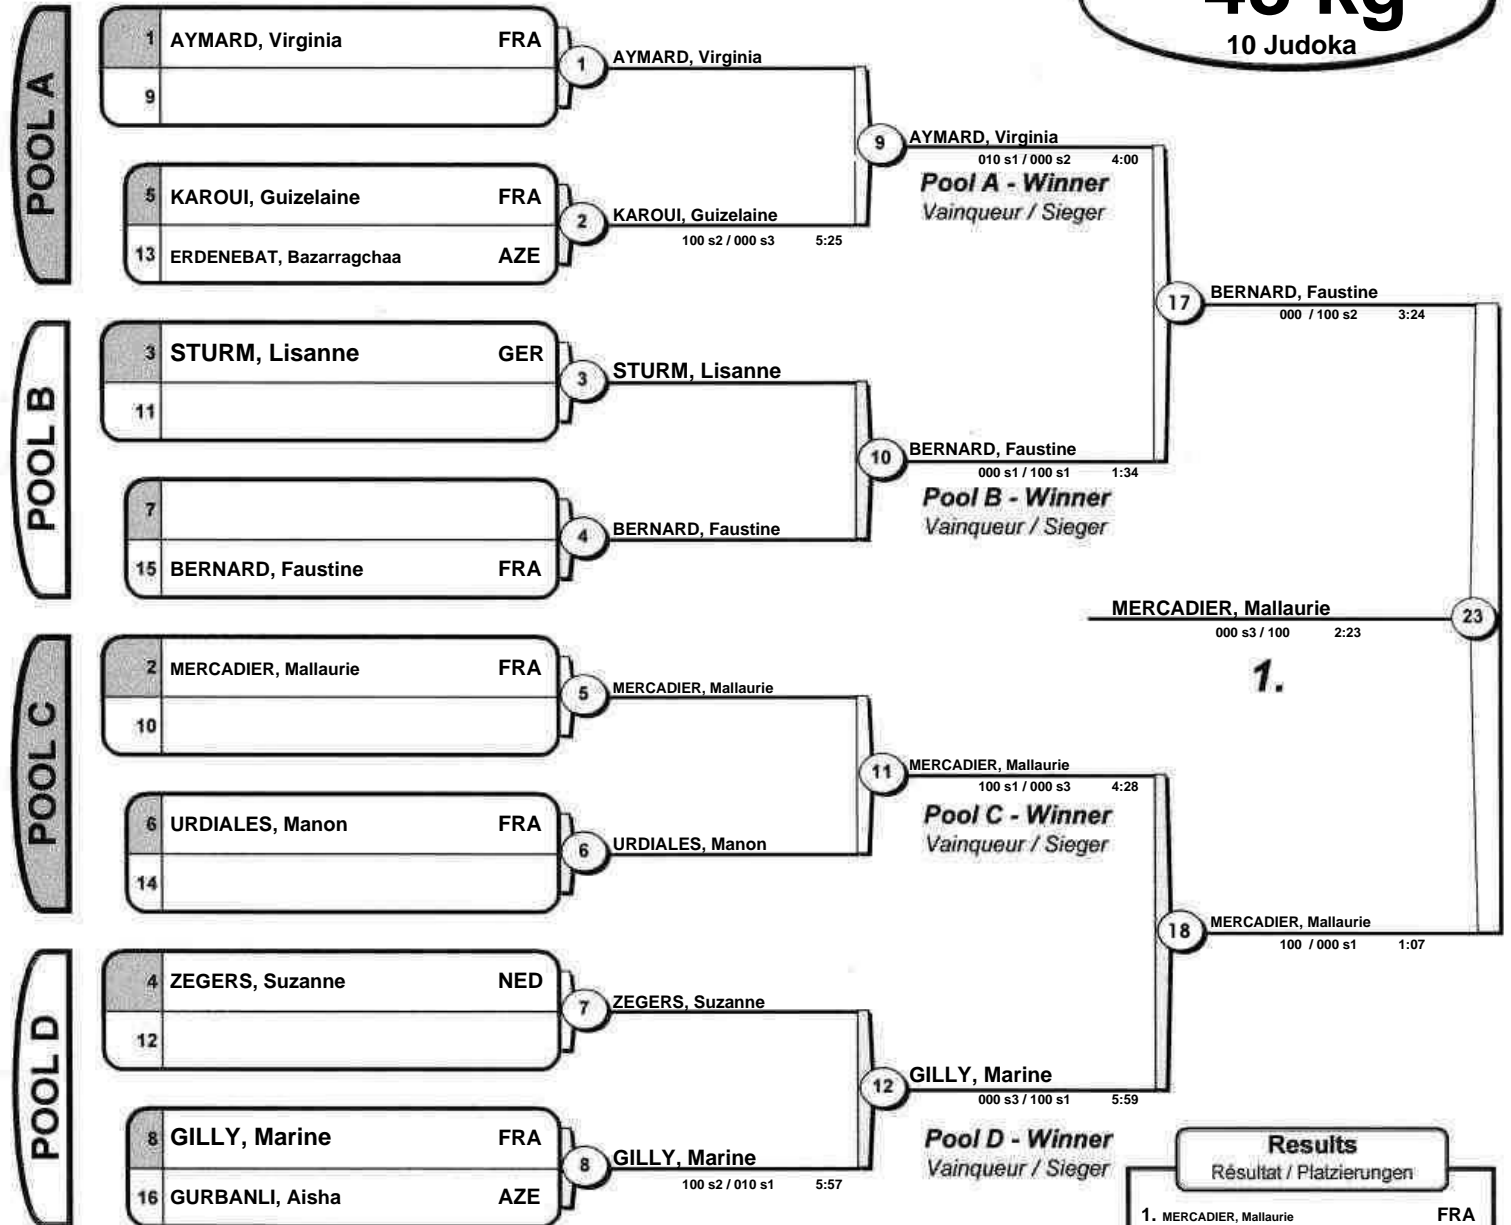 10 Judoka
POOL A
1 AYMARD, Virginia FRA
9
1 AYMARD, Virginia
5 KAROUI, Guizelaine FRA
13 ERDENEBAT, Bazarragchaa AZE
2 KAROUI, Guizelaine
100 s2 / 000 s3 5:25
9 AYMARD, Virginia
010 s1 / 000 s2 4:00
Pool A - Winner
Vainqueur / Sieger
POOL B
3 STURM, Lisanne GER
11
3 STURM, Lisanne
7
15 BERNARD, Faustine FRA
4 BERNARD, Faustine
10 BERNARD, Faustine
000 s1 / 100 s1 1:34
Pool B - Winner
Vainqueur / Sieger
17 BERNARD, Faustine
000 / 100 s2 3:24
POOL C
2 MERCADIER, Mallaurie FRA
10
5 MERCADIER, Mallaurie
6 URDIALES, Manon FRA
14
6 URDIALES, Manon
11 MERCADIER, Mallaurie
100 s1 / 000 s3 4:28
Pool C - Winner
Vainqueur / Sieger
POOL D
4 ZEGERS, Suzanne NED
12
7 ZEGERS, Suzanne
8 GILLY, Marine FRA
16 GURBANLI, Aisha AZE
8 GILLY, Marine
100 s2 / 010 s1 5:57
12 GILLY, Marine
000 s3 / 100 s1 5:59
Pool D - Winner
Vainqueur / Sieger
18 MERCADIER, Mallaurie
100 / 000 s1 1:07
MERCADIER, Mallaurie 23
000 s3 / 100 2:23
1.
Results
Résultat / Platzierungen
1. MERCADIER, Mallaurie FRA